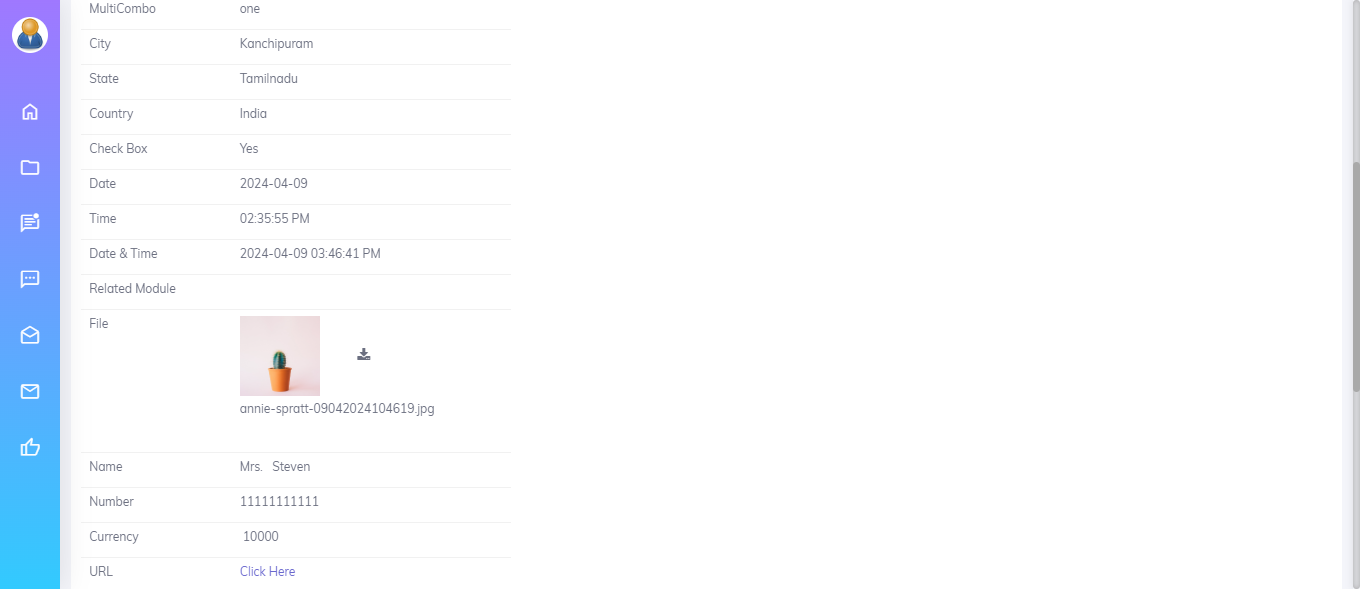 MultiCombo one
City Kanchipuram
State Tamilnadu
Country India
Check Box Yes
Date 2024-04-09
Time 02:35:55 PM
Date & Time 2024-04-09 03:46:41 PM
Related Module
File
annie-spratt-09042024104619.jpg
Name Mrs. Steven
Number 11111111111
Currency 10000
URL Click Here